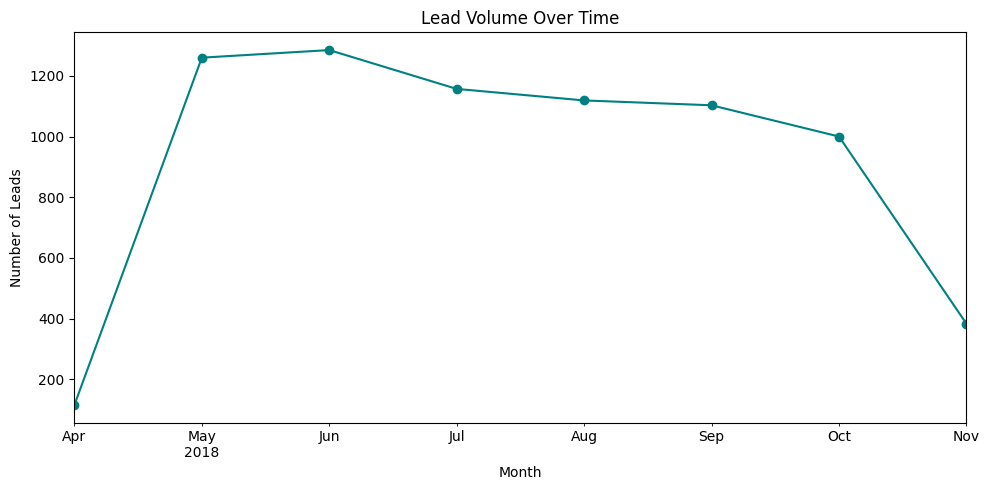 Lead Volume Over Time
Number of Leads
1200
1000
800
600
400
200
Apr May Jun Jul Aug Sep Oct Nov
2018
Month